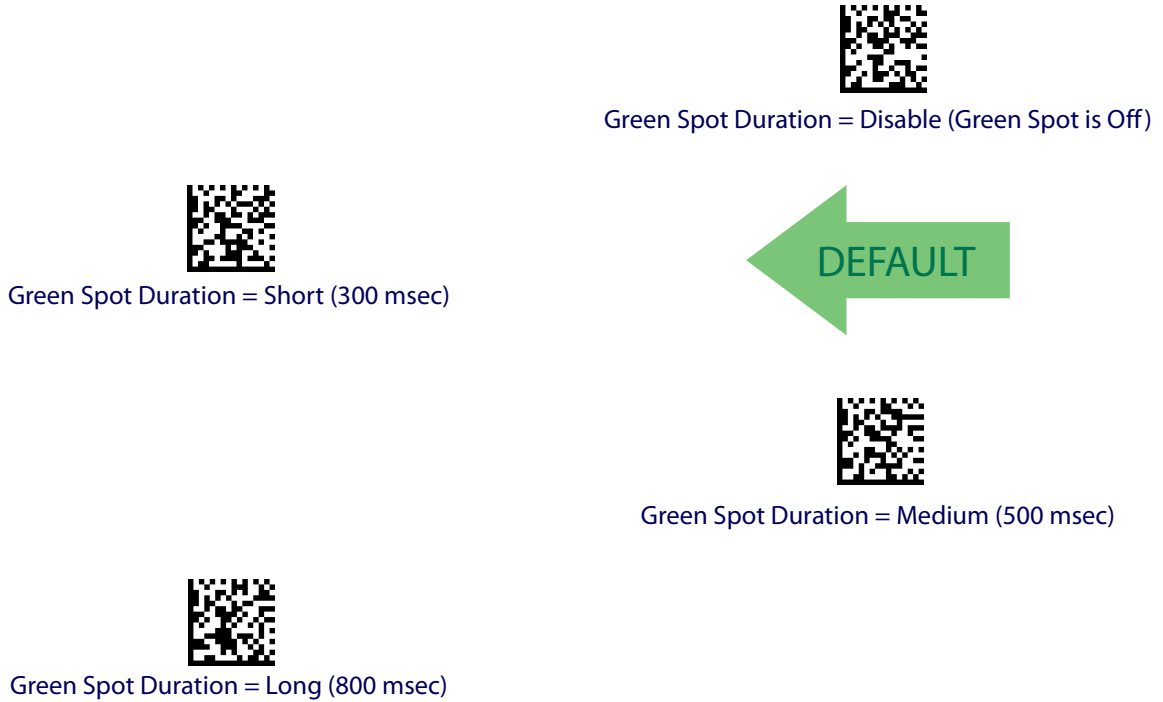 Green Spot Duration = Disable (Green Spot is Off)
Green Spot Duration = Short (300 msec)
DEFAULT
Green Spot Duration = Medium (500 msec)
Green Spot Duration = Long (800 msec)